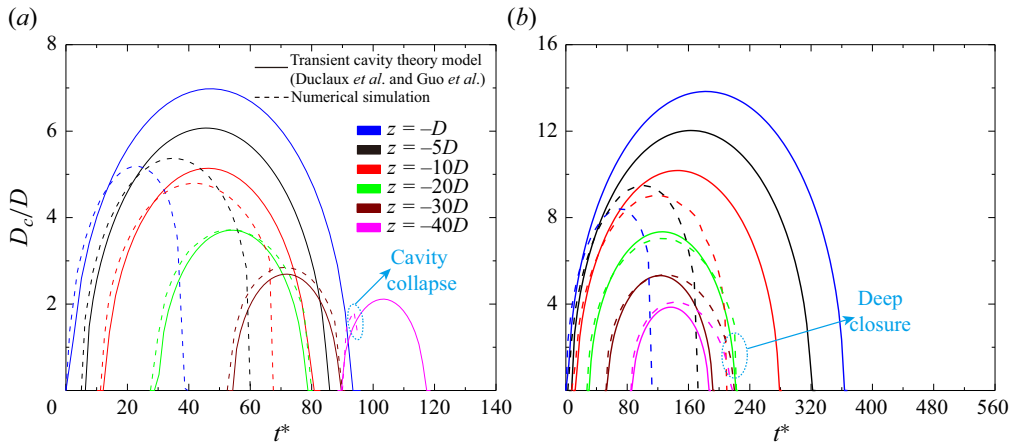 (a)
8
6
4
2
0
20
40
60
80
100
120
140
D_c/D
t*
Transient cavity theory model
(Duclaux et al. and Guo et al.)
Numerical simulation
z = –D
z = –5D
z = –10D
z = –20D
z = –30D
z = –40D
Cavity
collapse
(b)
16
12
8
4
0
0
80
160
240
320
400
480
560
t*
Deep
closure